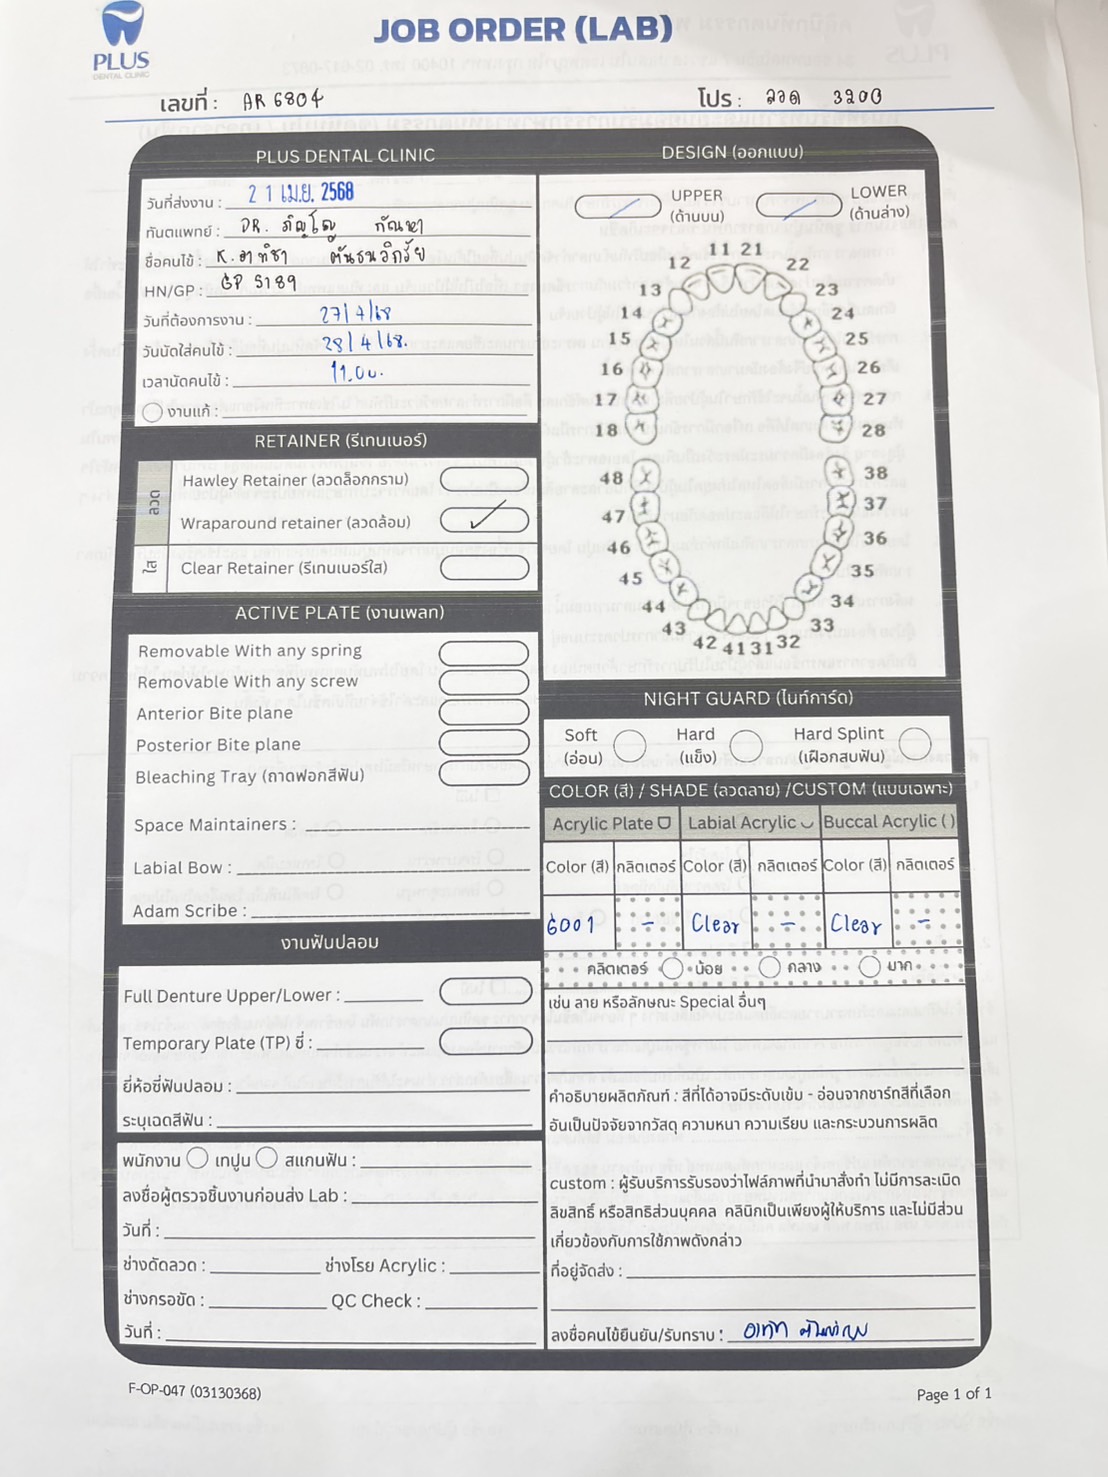 PLUS
DENTAL CLINIC
JOB ORDER (LAB)
เลขที่ : AR 6804
โปร : ลวด 3200
PLUS DENTAL CLINIC
วันที่ส่งงาน : 21 เม.ย. 2568
ทันตแพทย์ : DR. ภิญโญ กัณหา
ชื่อคนไข้ : K.
HN/GP : GP 5189
วันที่ต้องการงาน : 27/4/68
วันนัดใส่คนไข้ : 28/4/68.
เวลานัดคนไข้ : 11.00.
งานแก้ :
RETAINER (รีเทนเนอร์)
ลวด
Hawley Retainer (ลวดล็อกกราม)
Wraparound retainer (ลวดล้อม)
ใส
Clear Retainer (รีเทนเนอร์ใส)
ACTIVE PLATE (งานเพลท)
Removable With any spring
Removable With any screw
Anterior Bite plane
Posterior Bite plane
Bleaching Tray (ถาดฟอกสีฟัน)
Space Maintainers :
Labial Bow :
Adam Scribe :
งานฟันปลอม
Full Denture Upper/Lower :
Temporary Plate (TP) ซี่ :
ยี่ห้อซี่ฟันปลอม :
ระบุเฉดสีฟัน :
พนักงาน เทปูน สแกนฟัน :
ลงชื่อผู้ตรวจชิ้นงานก่อนส่ง Lab :
วันที่ :
ช่างดัดลวด : ช่างโรย Acrylic :
ช่างกรอขัด : QC Check :
วันที่ :
DESIGN (ออกแบบ)
UPPER (ด้านบน)
LOWER (ด้านล่าง)
11 21
12 22
13 23
14 24
15 25
16 26
17 27
18 28
48 38
47 37
46 36
45 35
44 34
43 33
42 41 31 32
NIGHT GUARD (ไนท์การ์ด)
Soft (อ่อน)
Hard (แข็ง)
Hard Splint (เฝือกสบฟัน)
COLOR (สี) / SHADE (ลวดลาย) /CUSTOM (แบบเฉพาะ)
Acrylic Plate Labial Acrylic Buccal Acrylic ( )
Color (สี) กลิตเตอร์ Color (สี) กลิตเตอร์ Color (สี) กลิตเตอร์
6001 - Clear - Clear -
กลิตเตอร์ น้อย กลาง มาก
เช่น ลาย หรือลักษณะ Special อื่นๆ
คำอธิบายผลิตภัณฑ์ : สีที่ได้อาจมีระดับเข้ม - อ่อนจากชาร์ทสีที่เลือก
อันเป็นปัจจัยจากวัสดุ ความหนา ความเรียบ และกระบวนการผลิต
custom : ผู้รับบริการรับรองว่าไฟล์ภาพที่นำมาสั่งทำ ไม่มีการละเมิด
ลิขสิทธิ์ หรือสิทธิส่วนบุคคล คลินิกเป็นเพียงผู้ให้บริการ และไม่มีส่วน
เกี่ยวข้องกับการใช้ภาพดังกล่าว
ที่อยู่จัดส่ง :
ลงชื่อคนไข้ยืนยัน/รับทราบ :
F-OP-047 (03130368)
Page 1 of 1